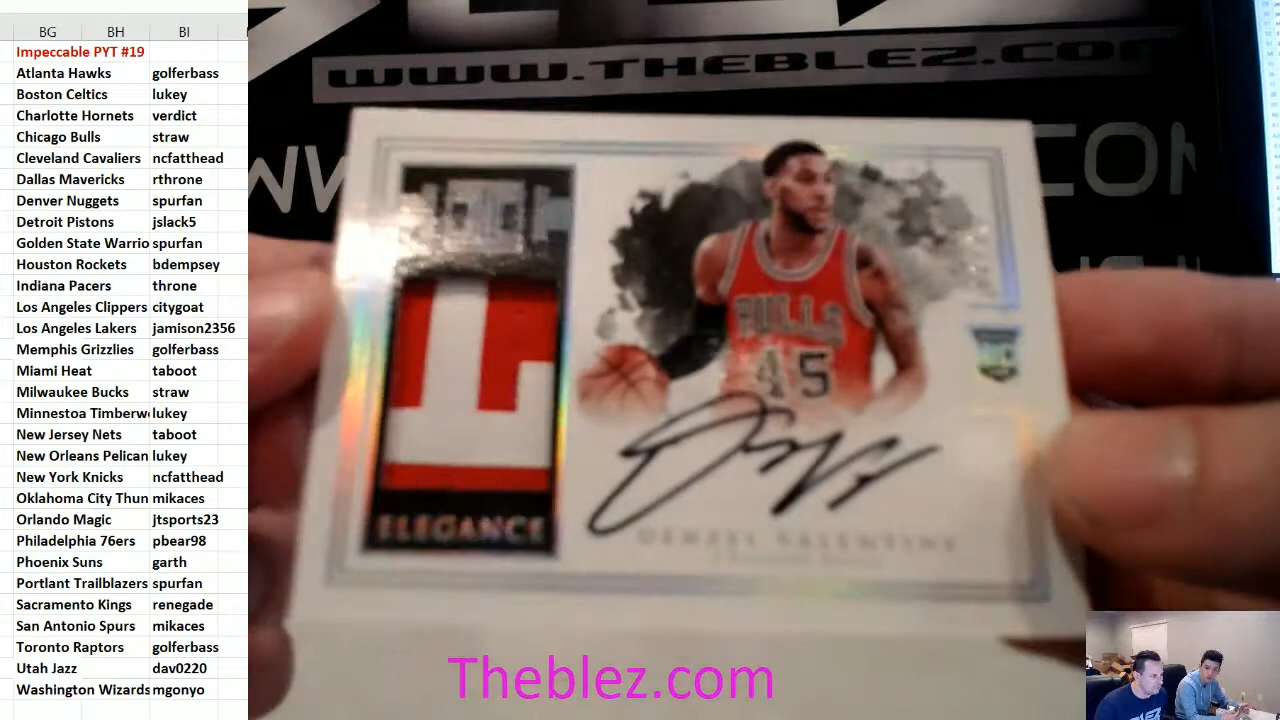 BG BH BI
Impeccable PYT #19
Atlanta Hawks golferbass
Boston Celtics lukey
Charlotte Hornets verdict
Chicago Bulls straw
Cleveland Cavaliers ncfatthead
Dallas Mavericks rthrone
Denver Nuggets spurfan
Detroit Pistons jslack5
Golden State Warrio spurfan
Houston Rockets bdempsey
Indiana Pacers throne
Los Angeles Clippers citygoat
Los Angeles Lakers jamison2356
Memphis Grizzlies golferbass
Miami Heat taboot
Milwaukee Bucks straw
Minnestoa Timberw lukey
New Jersey Nets taboot
New Orleans Pelican lukey
New York Knicks ncfatthead
Oklahoma City Thun mikaces
Orlando Magic jtsports23
Philadelphia 76ers pbear98
Phoenix Suns garth
Portlant Trailblazers spurfan
Sacramento Kings renegade
San Antonio Spurs mikaces
Toronto Raptors golferbass
Utah Jazz dav0220
Washington Wizards mgonyo
WWW.THEBLEZ.COM
CON
BULLS
45
ELEGANCE
DENZEL VALENTINE
Theblez.com